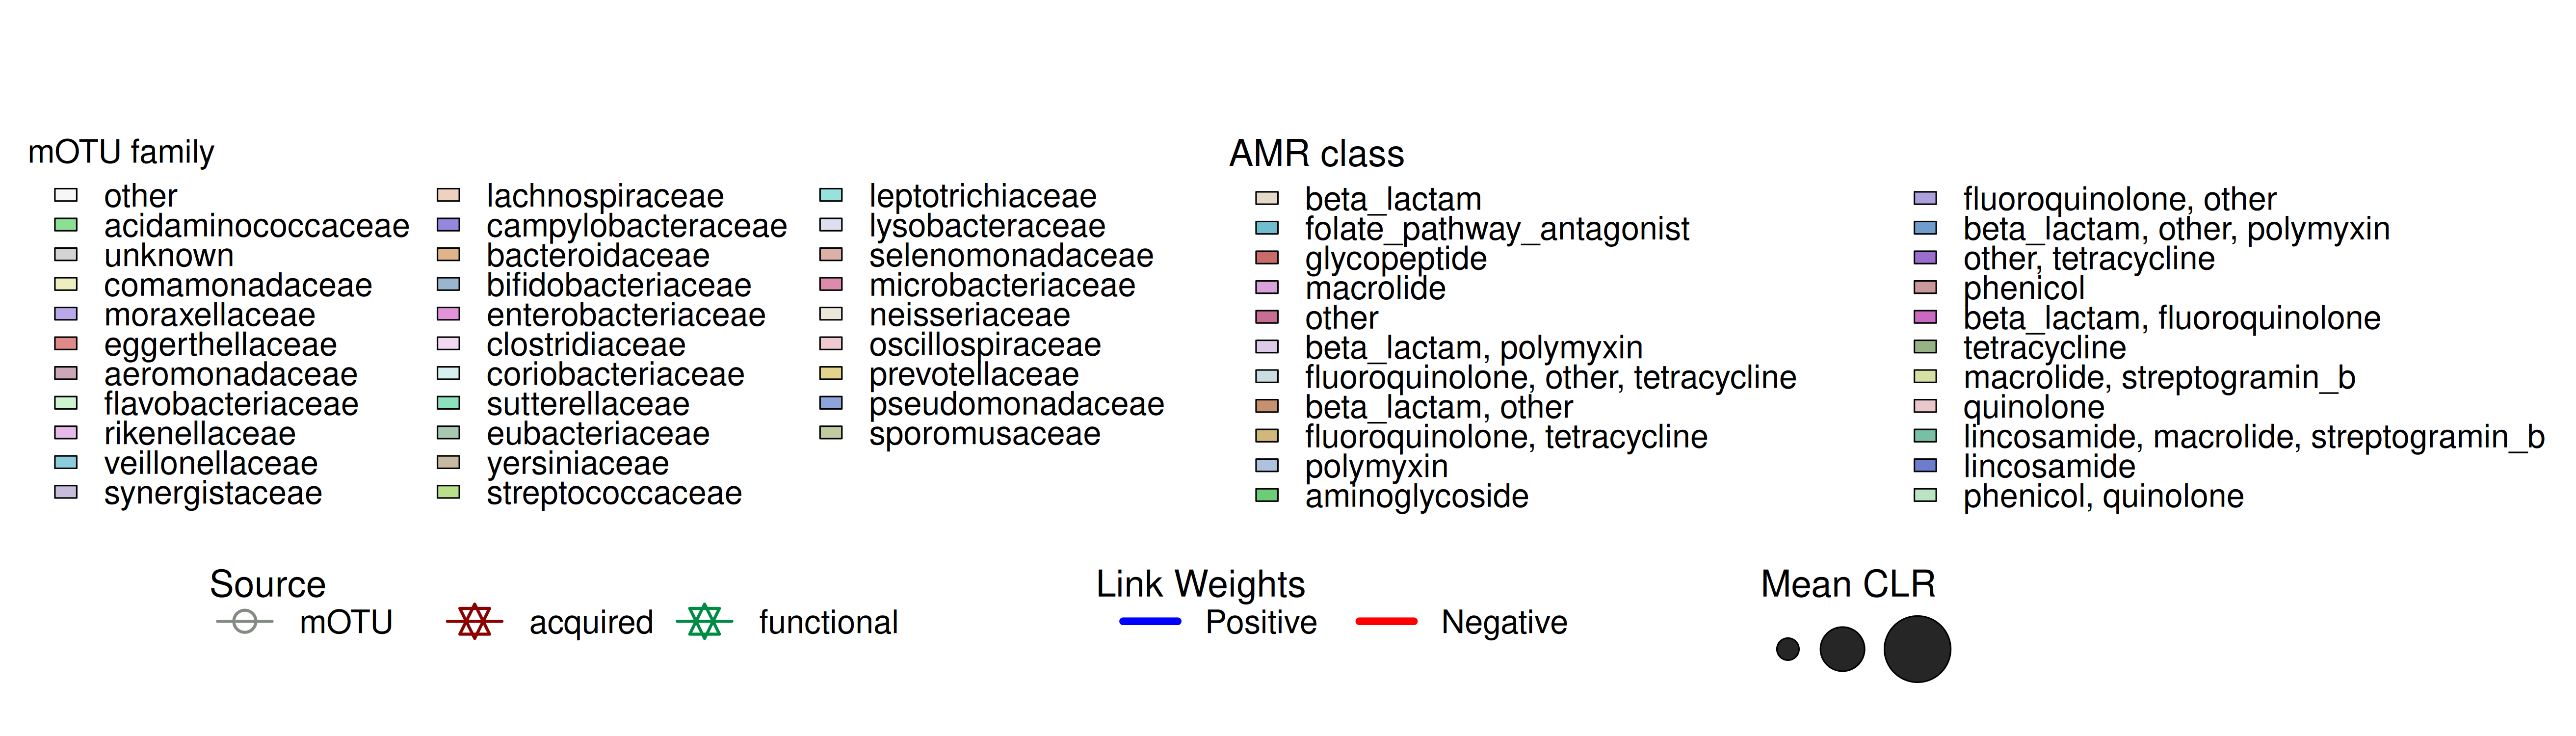 mOTU family
other
acidaminococcaceae
unknown
comamonadaceae
moraxellaceae
eggerthellaceae
aeromonadaceae
flavobacteriaceae
rikenellaceae
veillonellaceae
synergistaceae
lachnospiraceae
campylobacteraceae
bacteroidaceae
bifidobacteriaceae
enterobacteriaceae
clostridiaceae
coriobacteriaceae
sutterellaceae
eubacteriaceae
yersiniaceae
streptococcaceae
leptotrichiaceae
lysobacteraceae
selenomonadaceae
microbacteriaceae
neisseriaceae
oscillospiraceae
prevotellaceae
pseudomonadaceae
sporomusaceae
AMR class
beta_lactam
folate_pathway_antagonist
glycopeptide
macrolide
other
beta_lactam, polymyxin
fluoroquinolone, other, tetracycline
beta_lactam, other
fluoroquinolone, tetracycline
polymyxin
aminoglycoside
fluoroquinolone, other
beta_lactam, other, polymyxin
other, tetracycline
phenicol
beta_lactam, fluoroquinolone
tetracycline
macrolide, streptogramin_b
quinolone
lincosamide, macrolide, streptogramin_b
lincosamide
phenicol, quinolone
Source
mOTU
acquired
functional
Link Weights
Positive
Negative
Mean CLR